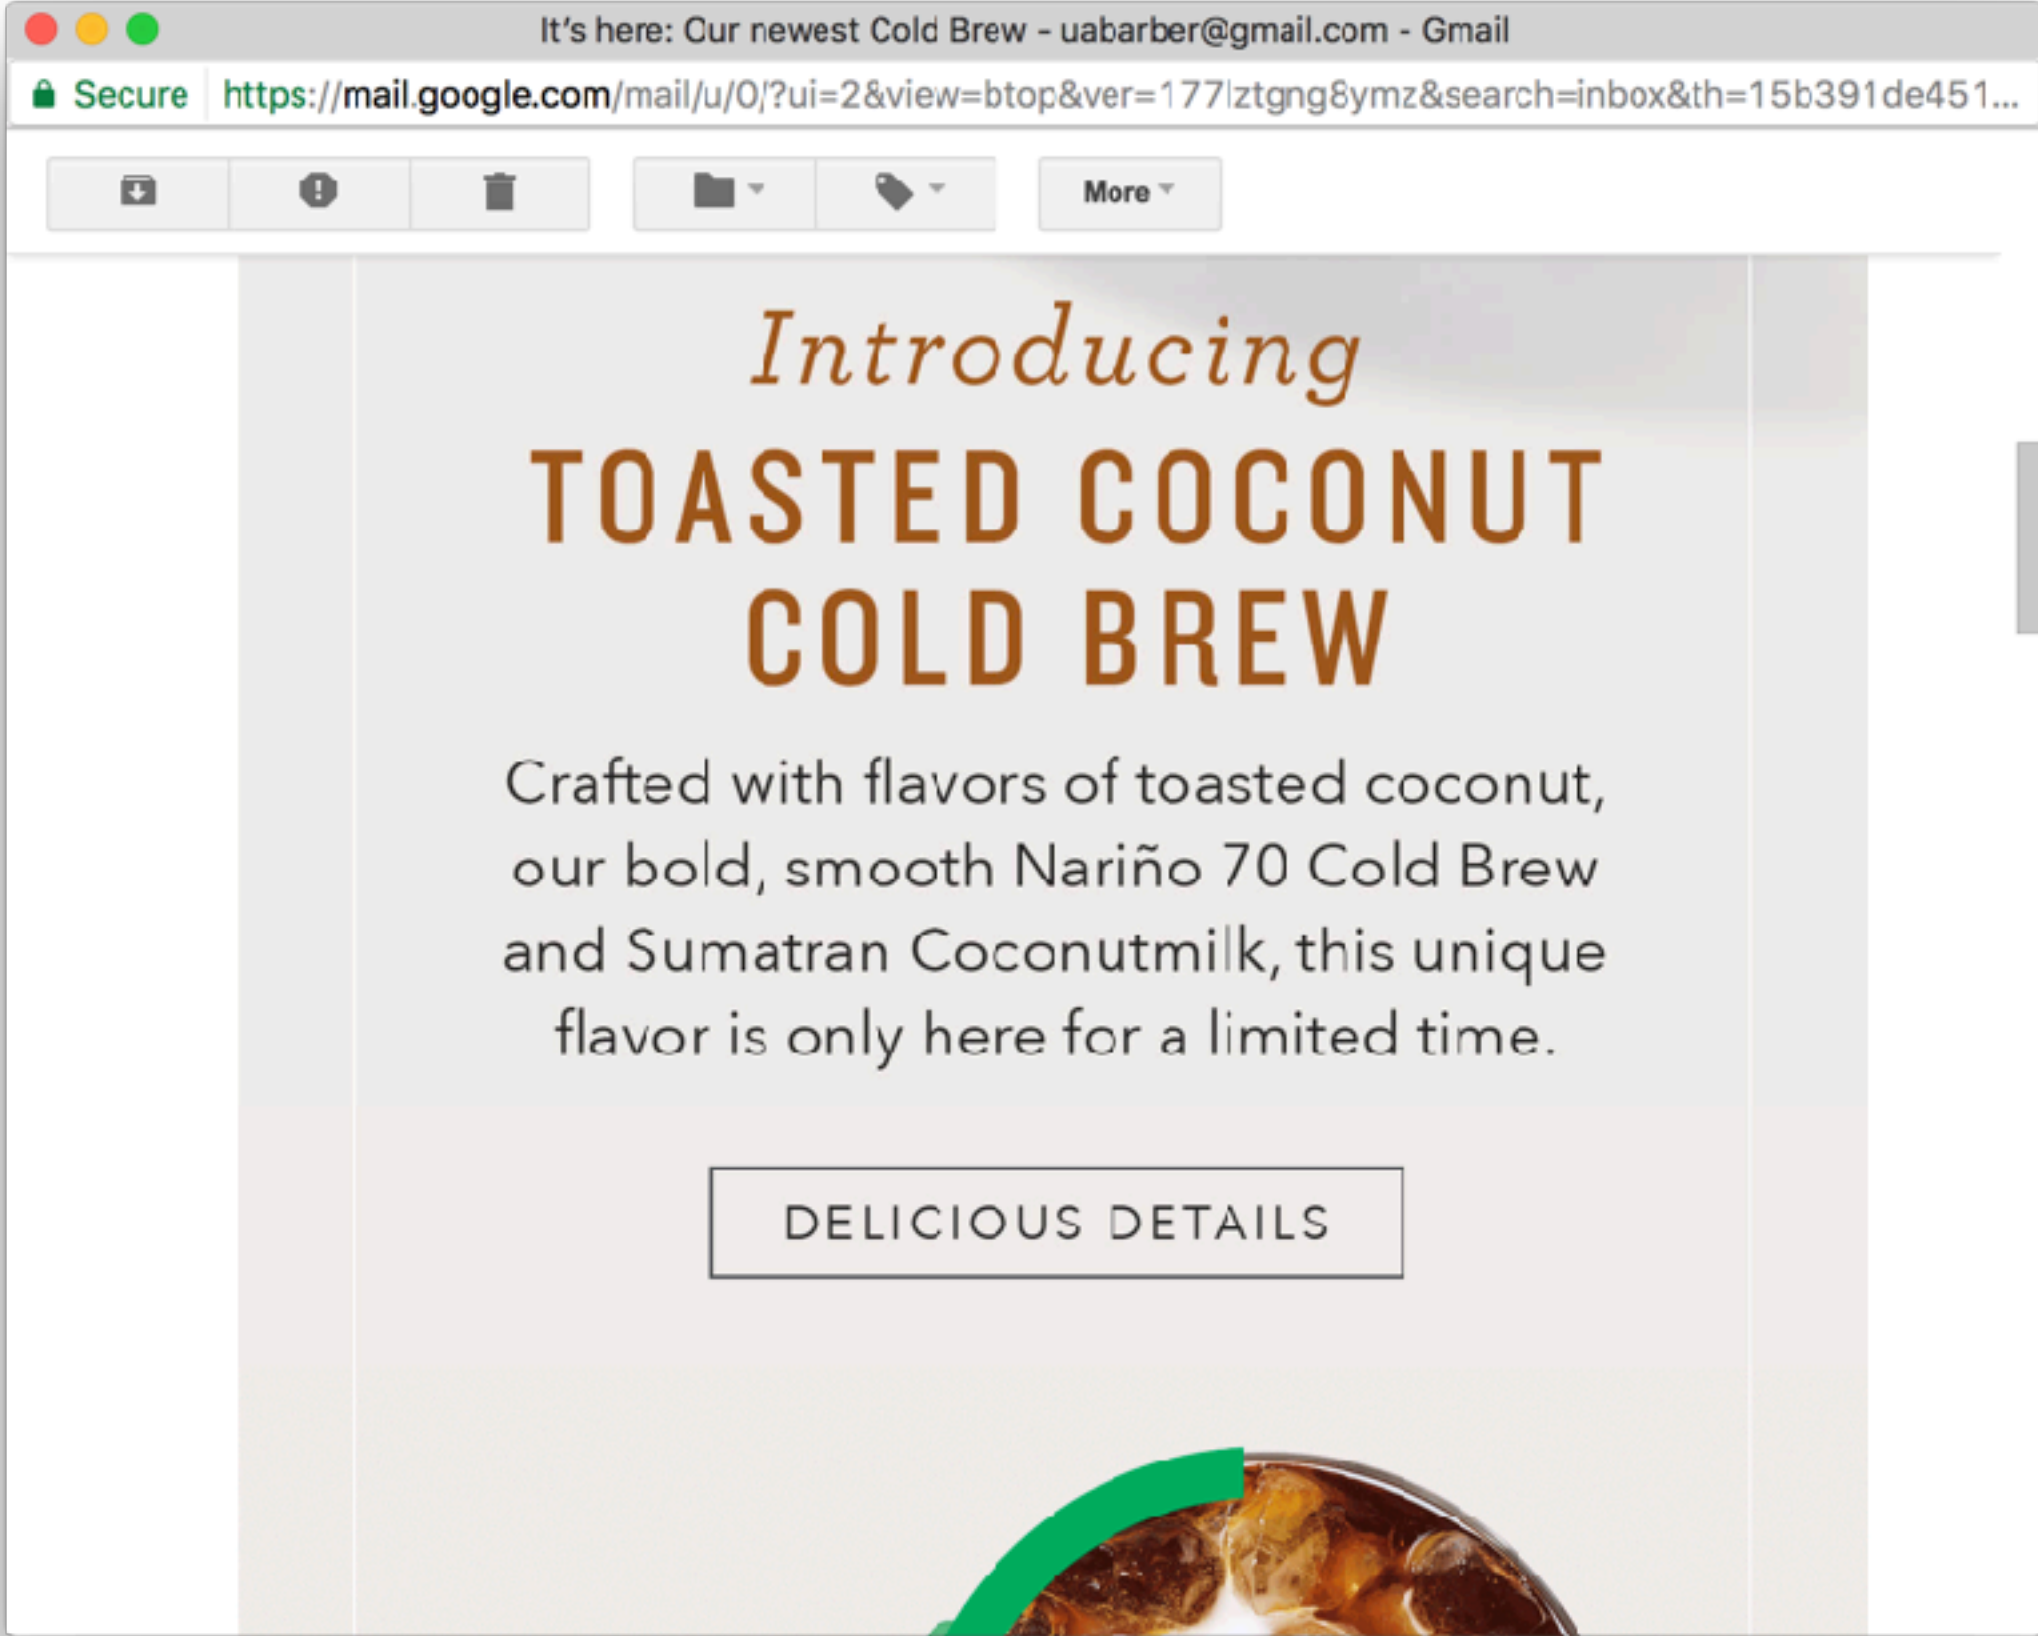 It's here: Our newest Cold Brew - uabarber@gmail.com - Gmail
Secure https://mail.google.com/mail/u/0/?ui=2&view=btop&ver=177lztgng8ymz&search=inbox&th=15b391de451...
More
Introducing
TOASTED COCONUT
COLD BREW
Crafted with flavors of toasted coconut,
our bold, smooth Nariño 70 Cold Brew
and Sumatran Coconutmilk, this unique
flavor is only here for a limited time.
DELICIOUS DETAILS